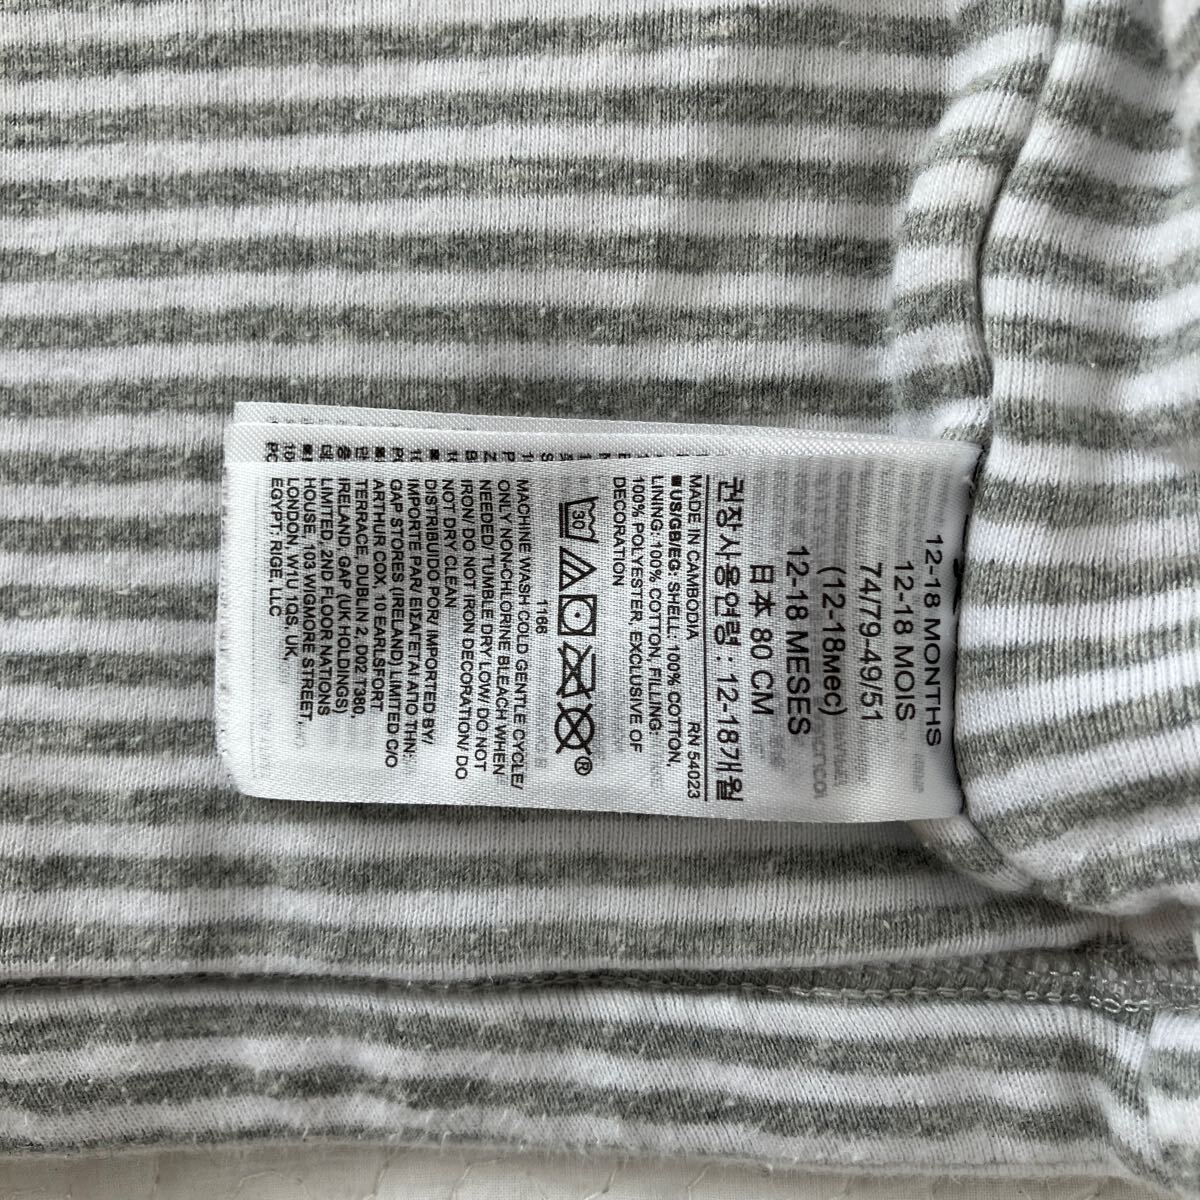 12-18 MONTHS
12-18 MOIS
74/79-49/51
(12-18мес)
12-18 MESES
日本 80 CM
권장사용연령 : 12-18개월
MADE IN CAMBODIA RN 54023
■US/GB/EG: SHELL: 100% COTTON,
LINING: 100% COTTON, FILLING:
100% POLYESTER, EXCLUSIVE OF
DECORATION
30
®
1166
MACHINE WASH COLD GENTLE CYCLE/
ONLY NON-CHLORINE BLEACH WHEN
NEEDED/ TUMBLE DRY LOW/ DO NOT
IRON/ DO NOT IRON DECORATION/ DO
NOT DRY CLEAN
DISTRIBUIDO POR/ IMPORTED BY/
IMPORTE PAR/ ΕΙΣΑΓΕΤΑΙ ΑΠΟ ΤΗΝ:
GAP STORES (IRELAND) LIMITED C/O
ARTHUR COX, 10 EARLSFORT
TERRACE, DUBLIN 2, D02 T380,
IRELAND. GAP (UK HOLDINGS)
LIMITED, 2ND FLOOR NATIONS
HOUSE, 103 WIGMORE STREET,
LONDON, W1U 1QS, UK,
EGYPT: RIGE, LLC